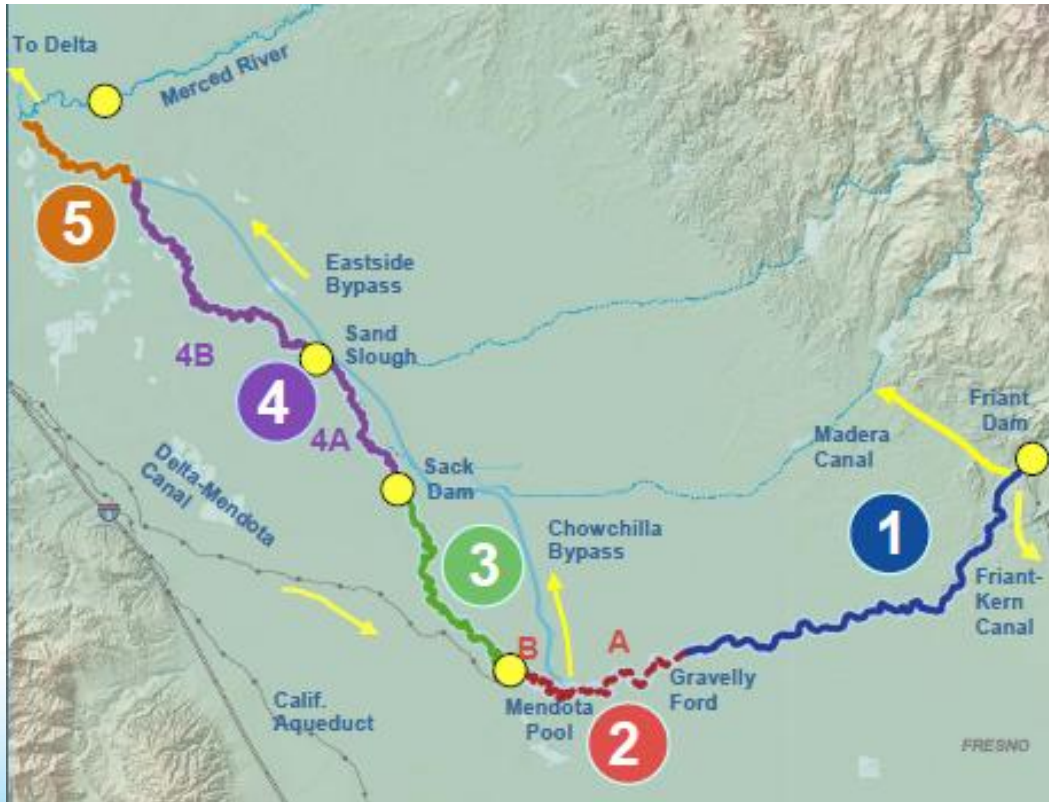 To Delta
Merced River
5
Eastside
Bypass
Sand
Slough
4B
4
4A
Madera
Canal
Friant
Dam
Delta-Mendota
Canal
Sack
Dam
1
Chowchilla
Bypass
3
Friant-
Kern
Canal
B
A
Gravelly
Ford
Calif.
Aqueduct
Mendota
Pool
2
FRESNO